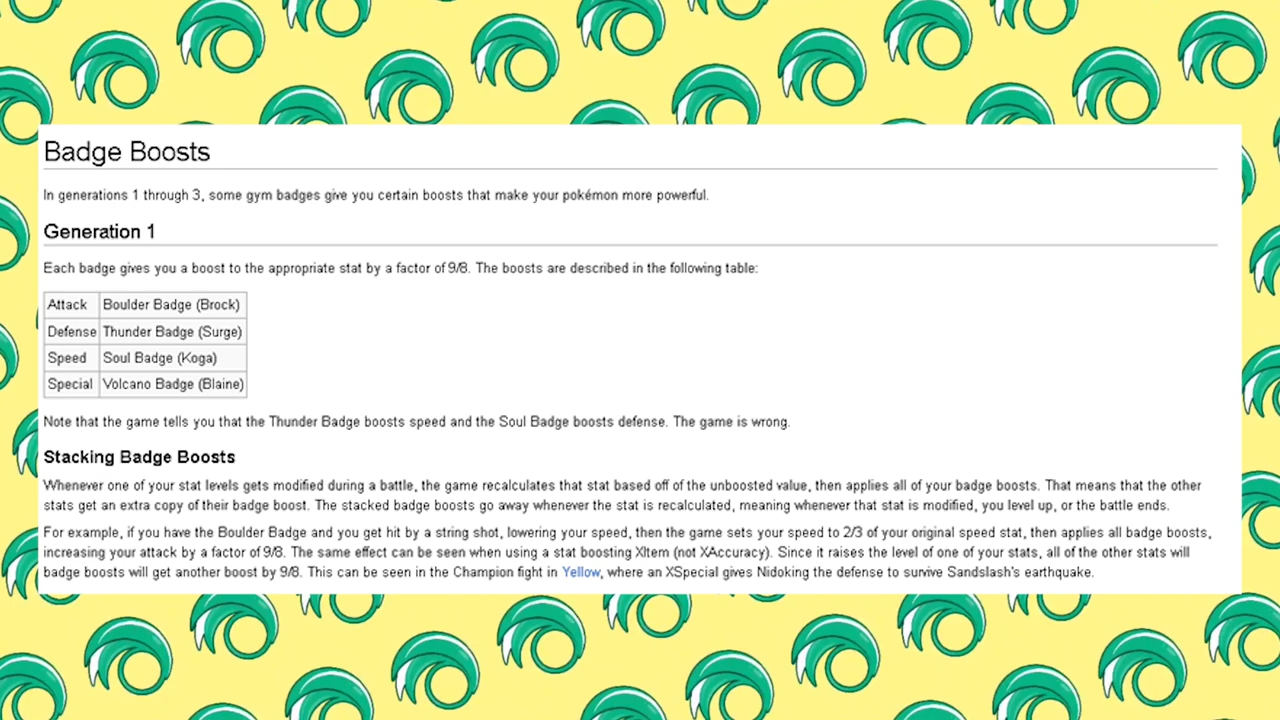 Badge Boosts
In generations 1 through 3, some gym badges give you certain boosts that make your pokémon more powerful.
Generation 1
Each badge gives you a boost to the appropriate stat by a factor of 9/8. The boosts are described in the following table:
Attack Boulder Badge (Brock)
Defense Thunder Badge (Surge)
Speed Soul Badge (Koga)
Special Volcano Badge (Blaine)
Note that the game tells you that the Thunder Badge boosts speed and the Soul Badge boosts defense. The game is wrong.
Stacking Badge Boosts
Whenever one of your stat levels gets modified during a battle, the game recalculates that stat based off of the unboosted value, then applies all of your badge boosts. That means that the other
stats get an extra copy of their badge boost. The stacked badge boosts go away whenever the stat is recalculated, meaning whenever that stat is modified, you level up, or the battle ends.
For example, if you have the Boulder Badge and you get hit by a string shot, lowering your speed, then the game sets your speed to 2/3 of your original speed stat, then applies all badge boosts,
increasing your attack by a factor of 9/8. The same effect can be seen when using a stat boosting XItem (not XAccuracy). Since it raises the level of one of your stats, all of the other stats will
badge boosts will get another boost by 9/8. This can be seen in the Champion fight in Yellow, where an XSpecial gives Nidoking the defense to survive Sandslash's earthquake.